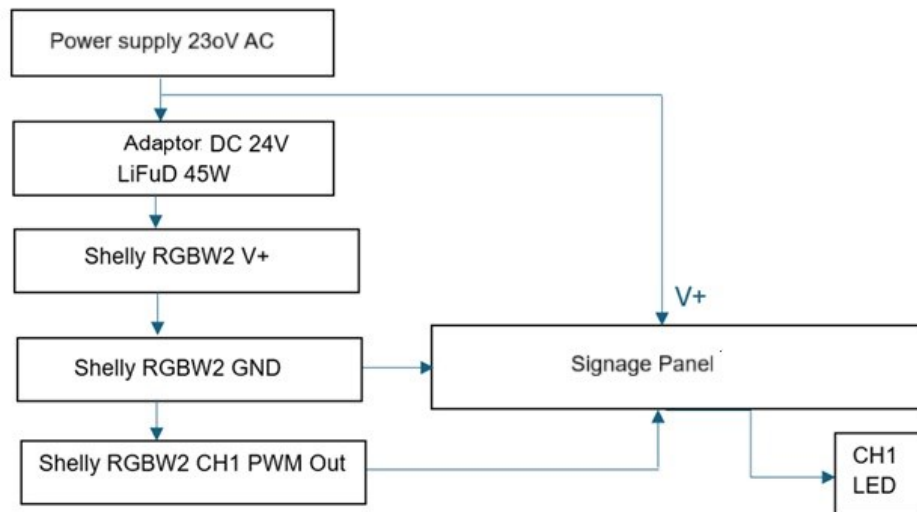 Power supply 23oV AC
Adaptor DC 24V
LiFuD 45W
Shelly RGBW2 V+
V+
Shelly RGBW2 GND
Signage Panel
Shelly RGBW2 CH1 PWM Out
CH1
LED